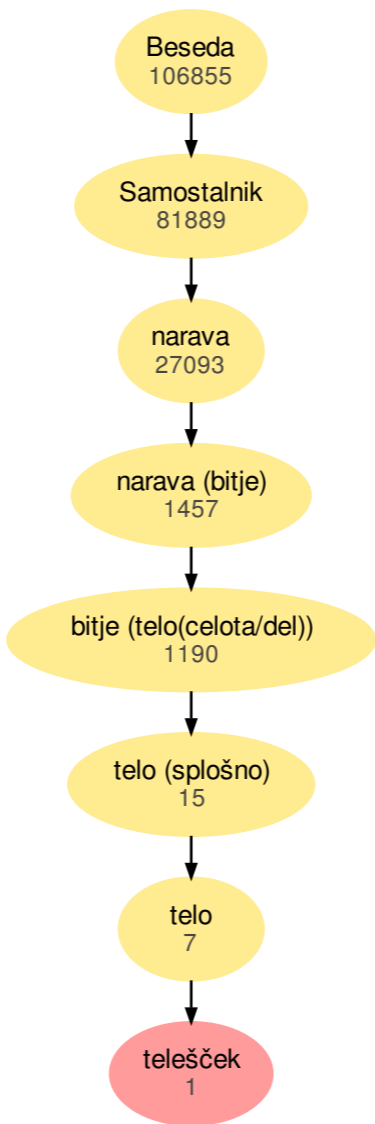 Beseda
106855
Samostalnik
81889
narava
27093
narava (bitje)
1457
bitje (telo(celota/del))
1190
telo (splošno)
15
telo
7
telešček
1